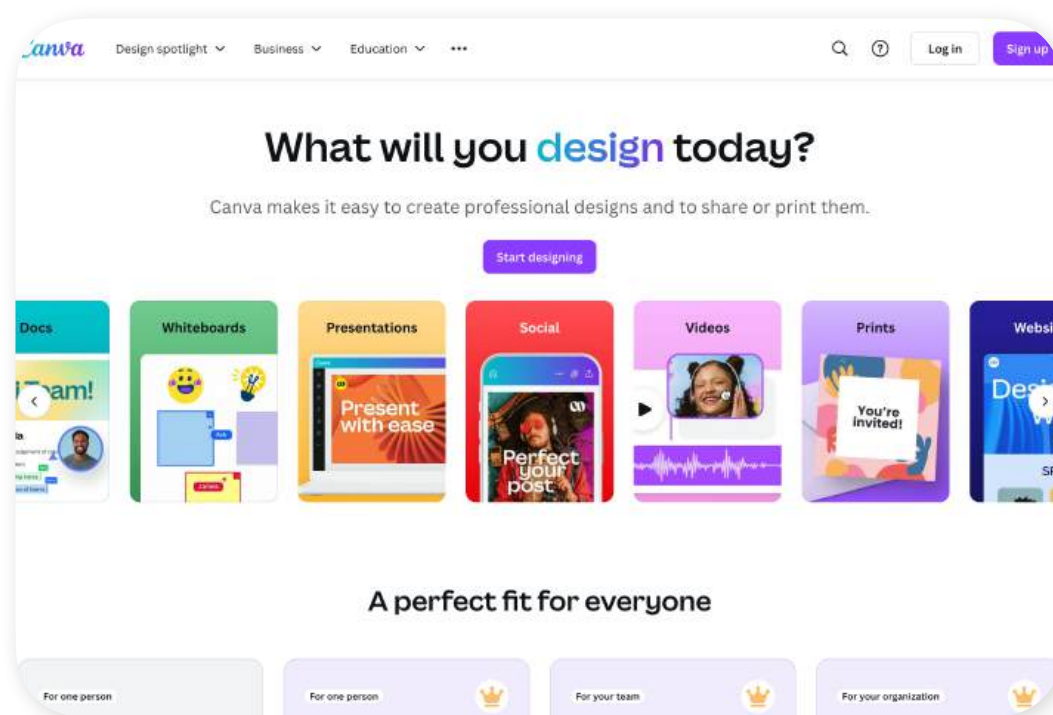 Canva
Design spotlight
Business
Education
Log in
Sign up
What will you design today?
Canva makes it easy to create professional designs and to share or print them.
Start designing
Docs
Whiteboards
Presentations
Social
Videos
Prints
Websi
Team!
Present
with ease
Perfect
your
post
You're
invited!
A perfect fit for everyone
For one person
For one person
For your team
For your organization